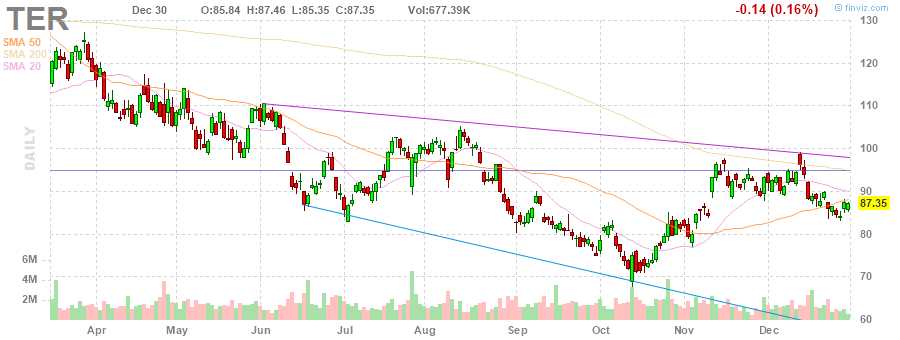 TER Dec 30 O:85.84 H:87.46 L:85.35 C:87.35 Vol:677.39K -0.14 (0.16%) © finviz.com
SMA 50
SMA 200
SMA 20
DAILY
130
120
110
100
90
87.35
80
70
60
6M
4M
2M
Apr May Jun Jul Aug Sep Oct Nov Dec